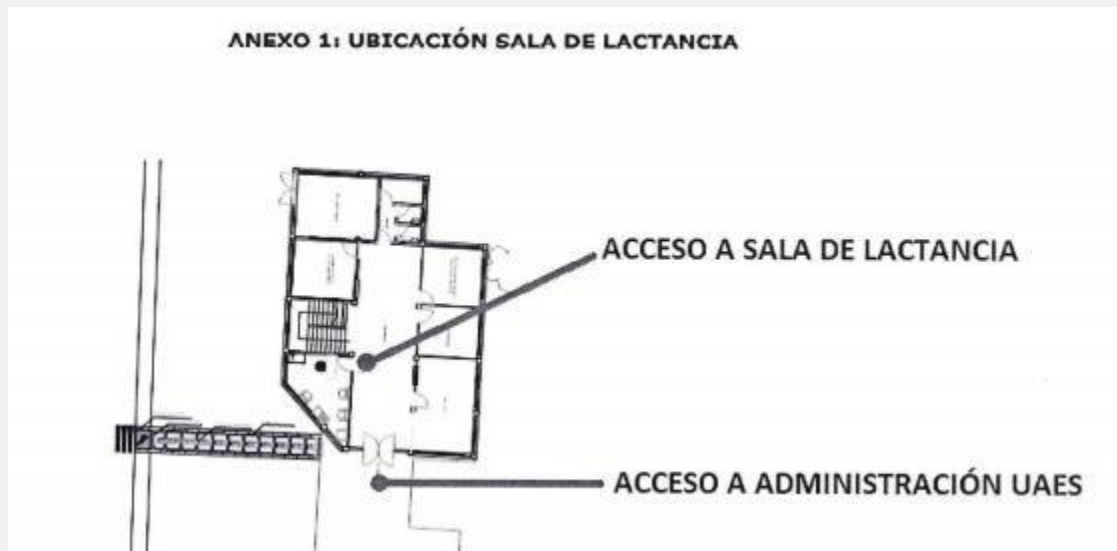 ANEXO 1: UBICACIÓN SALA DE LACTANCIA
ACCESO A SALA DE LACTANCIA
ACCESO A ADMINISTRACIÓN UAES